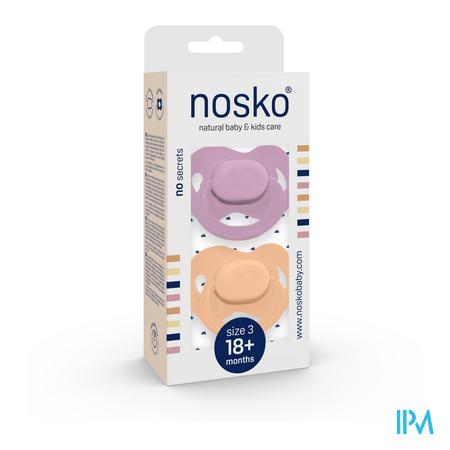 nosko®
natural baby & kids care
no secrets
www.noskobaby.com
size 3
18+
months
IPM